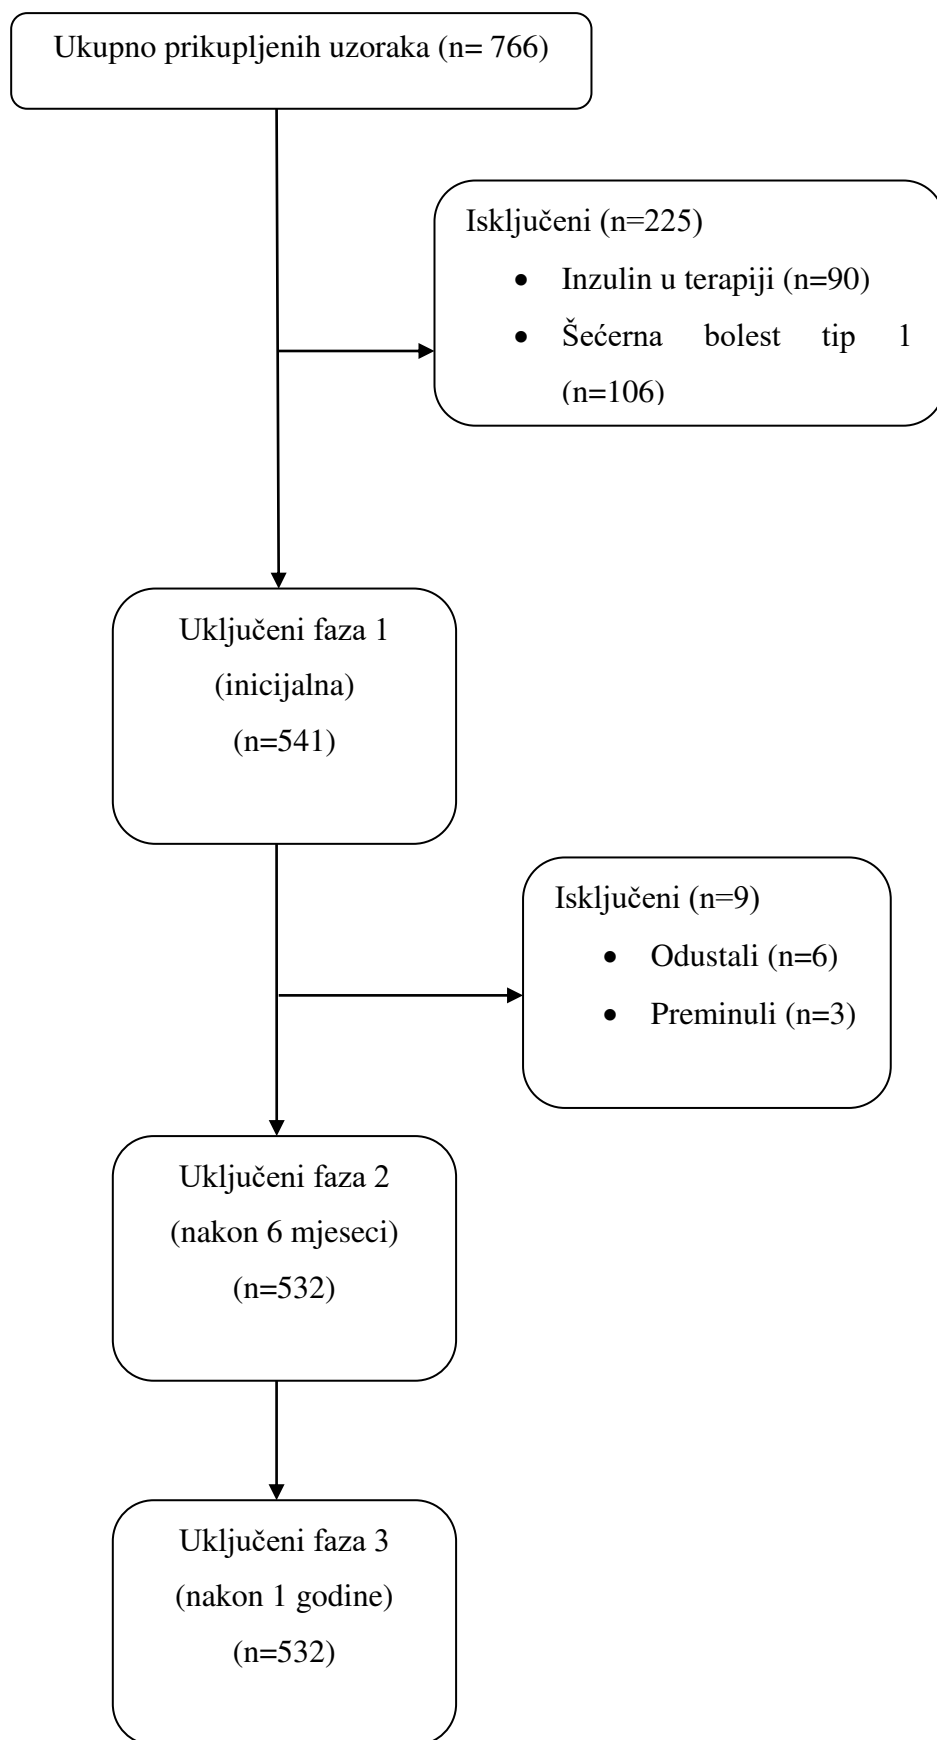 Ukupno prikupljenih uzoraka (n= 766)
Isključeni (n=225)
• Inzulin u terapiji (n=90)
• Šećerna bolest tip 1
(n=106)
Uključeni faza 1
(inicijalna)
(n=541)
Isključeni (n=9)
• Odustali (n=6)
• Preminuli (n=3)
Uključeni faza 2
(nakon 6 mjeseci)
(n=532)
Uključeni faza 3
(nakon 1 godine)
(n=532)